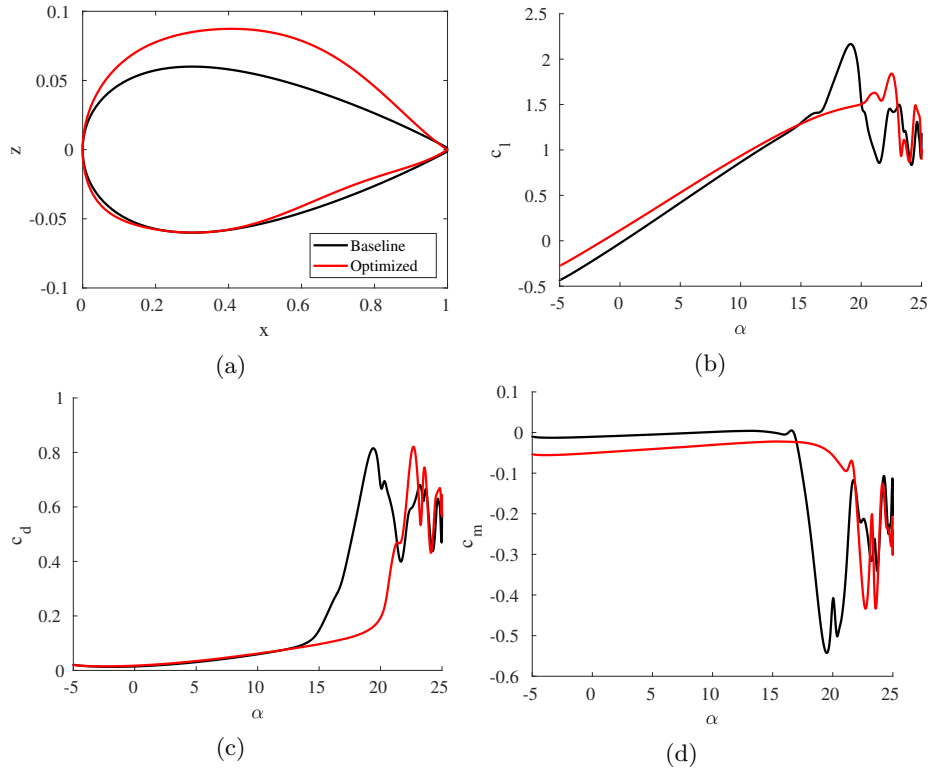 0.1
0.05
0
-0.05
-0.1
z
0 0.2 0.4 0.6 0.8 1
x
Baseline
Optimized
(a)
2.5
2
1.5
1
0.5
0
-0.5
c_l
-5 0 5 10 15 20 25
α
(b)
1
0.8
0.6
0.4
0.2
0
c_d
-5 0 5 10 15 20 25
α
(c)
0.1
0
-0.1
-0.2
-0.3
-0.4
-0.5
-0.6
c_m
-5 0 5 10 15 20 25
α
(d)